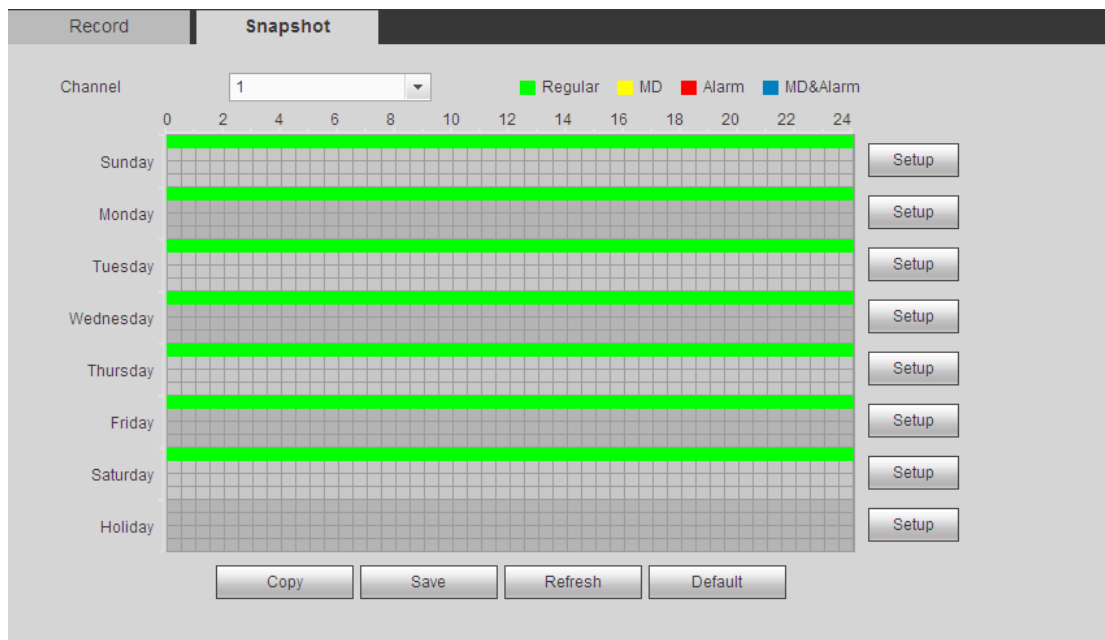 Record Snapshot
Channel 1 Regular MD Alarm MD&Alarm
0 2 4 6 8 10 12 14 16 18 20 22 24
Sunday Setup
Monday Setup
Tuesday Setup
Wednesday Setup
Thursday Setup
Friday Setup
Saturday Setup
Holiday Setup
Copy Save Refresh Default